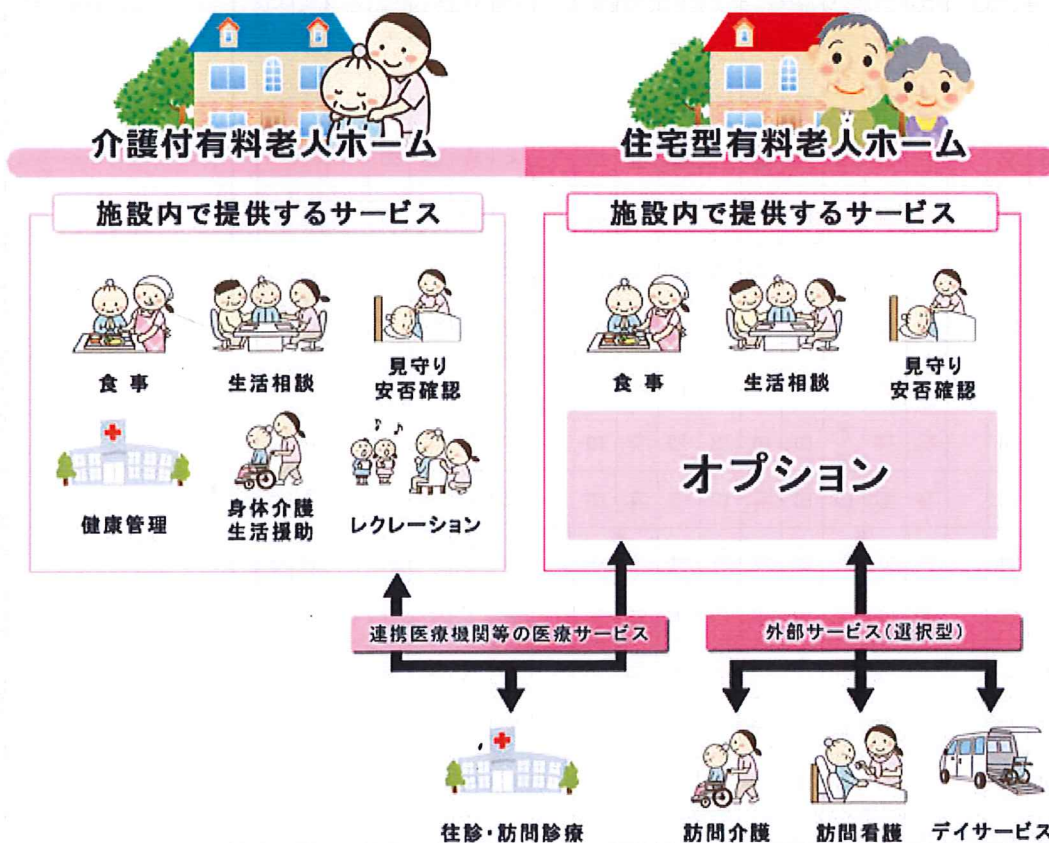 介護付有料老人ホーム
住宅型有料老人ホーム
施設内で提供するサービス
食事
生活相談
見守り
安否確認
健康管理
身体介護
生活援助
レクレーション
施設内で提供するサービス
食事
生活相談
見守り
安否確認
オプション
連携医療機関等の医療サービス
外部サービス(選択型)
往診・訪問診療
訪問介護
訪問看護
デイサービス